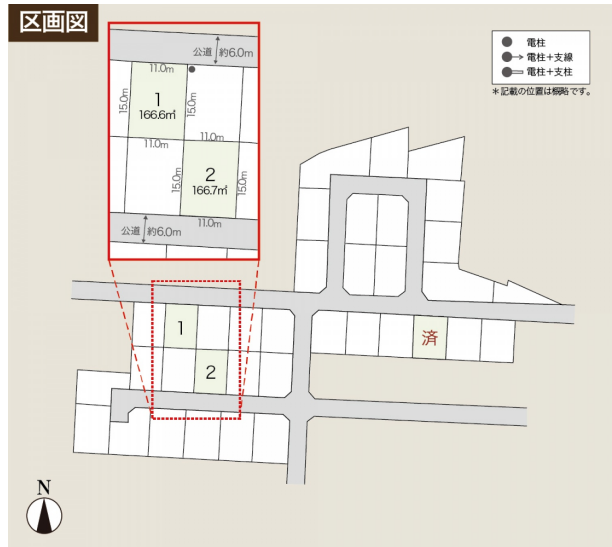 区画図
電柱
電柱+支線
電柱+支柱
*記載の位置は概略です。
公道 約6.0m
11.0m
15.0m
1
166.6㎡
15.0m
11.0m
11.0m
15.0m
2
166.7㎡
15.0m
11.0m
公道 約6.0m
1
2
済
N